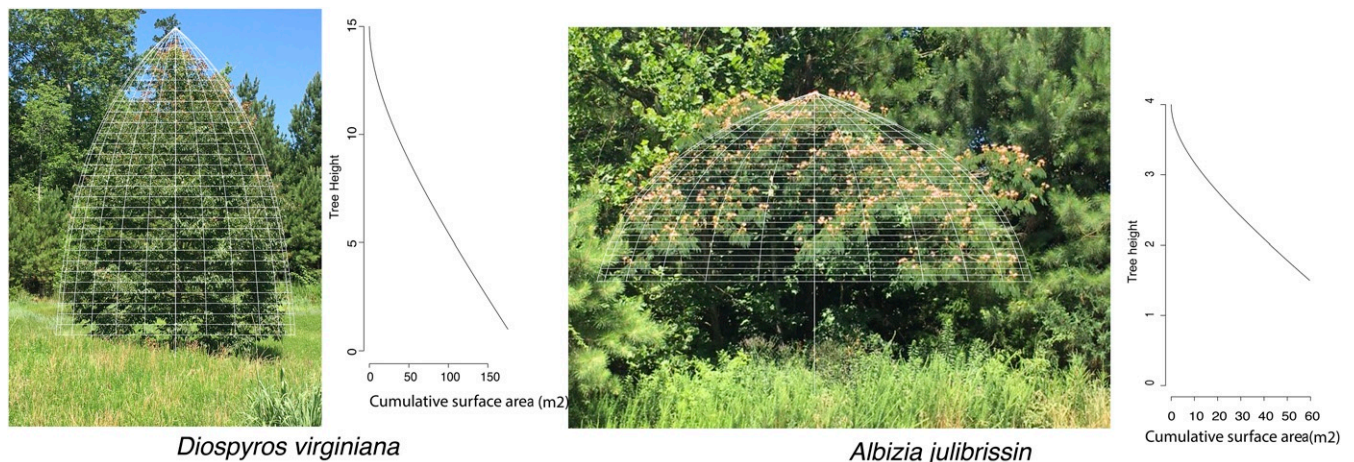 15
10
5
0
Tree Height
0 50 100 150
Cumulative surface area (m2)
Diospyros virginiana
4
3
2
1
0
Tree height
0 10 20 30 40 50 60
Cumulative surface area(m2)
Albizia julibrissin